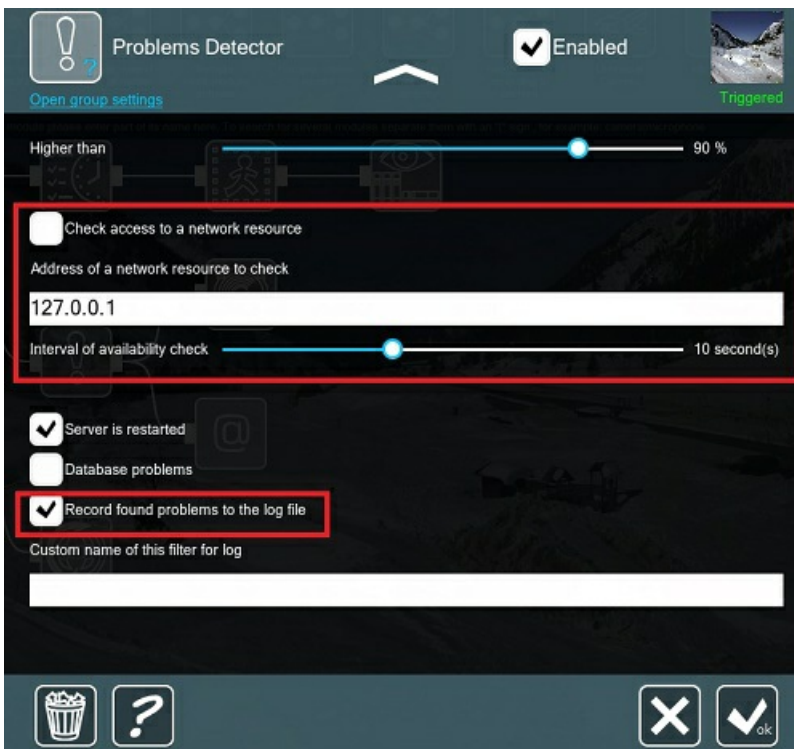 Problems Detector
Enabled
Open group settings
Triggered
Higher than
90 %
Check access to a network resource
Address of a network resource to check
127.0.0.1
Interval of availability check
10 second(s)
Server is restarted
@
Database problems
Record found problems to the log file
Custom name of this filter for log
?
ok